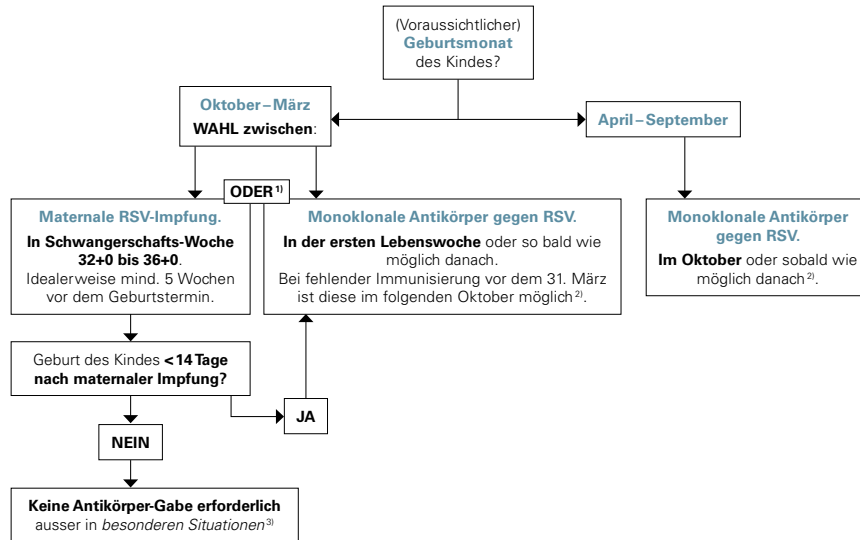 (Voraussichtlicher)
Geburtsmonat
des Kindes?
Oktober–März
WAHL zwischen:
April–September
ODER 1)
Maternale RSV-Impfung.
In Schwangerschafts-Woche
32+0 bis 36+0.
Idealerweise mind. 5 Wochen
vor dem Geburtstermin.
Monoklonale Antikörper gegen RSV.
In der ersten Lebenswoche oder so bald wie
möglich danach.
Bei fehlender Immunisierung vor dem 31. März
ist diese im folgenden Oktober möglich 2).
Monoklonale Antikörper
gegen RSV.
Im Oktober oder sobald wie
möglich danach 2).
Geburt des Kindes <14 Tage
nach maternaler Impfung?
JA
NEIN
Keine Antikörper-Gabe erforderlich
ausser in besonderen Situationen 3)